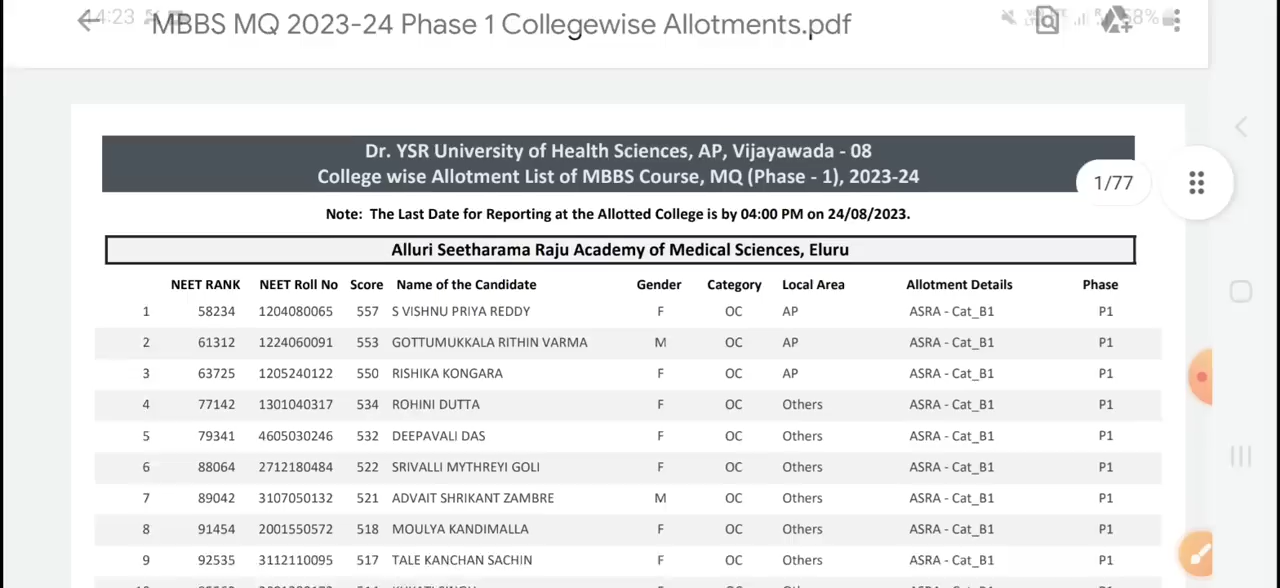 14:23
58%
MBBS MQ 2023-24 Phase 1 Collegewise Allotments.pdf
Dr. YSR University of Health Sciences, AP, Vijayawada - 08
College wise Allotment List of MBBS Course, MQ (Phase - 1), 2023-24
1/77
Note: The Last Date for Reporting at the Allotted College is by 04:00 PM on 24/08/2023.
Alluri Seetharama Raju Academy of Medical Sciences, Eluru
NEET RANK NEET Roll No Score Name of the Candidate Gender Category Local Area Allotment Details Phase
1 58234 1204080065 557 S VISHNU PRIYA REDDY F OC AP ASRA - Cat_B1 P1
2 61312 1224060091 553 GOTTUMUKKALA RITHIN VARMA M OC AP ASRA - Cat_B1 P1
3 63725 1205240122 550 RISHIKA KONGARA F OC AP ASRA - Cat_B1 P1
4 77142 1301040317 534 ROHINI DUTTA F OC Others ASRA - Cat_B1 P1
5 79341 4605030246 532 DEEPAVALI DAS F OC Others ASRA - Cat_B1 P1
6 88064 2712180484 522 SRIVALLI MYTHREYI GOLI F OC Others ASRA - Cat_B1 P1
7 89042 3107050132 521 ADVAIT SHRIKANT ZAMBRE M OC Others ASRA - Cat_B1 P1
8 91454 2001550572 518 MOULYA KANDIMALLA F OC Others ASRA - Cat_B1 P1
9 92535 3112110095 517 TALE KANCHAN SACHIN F OC Others ASRA - Cat_B1 P1